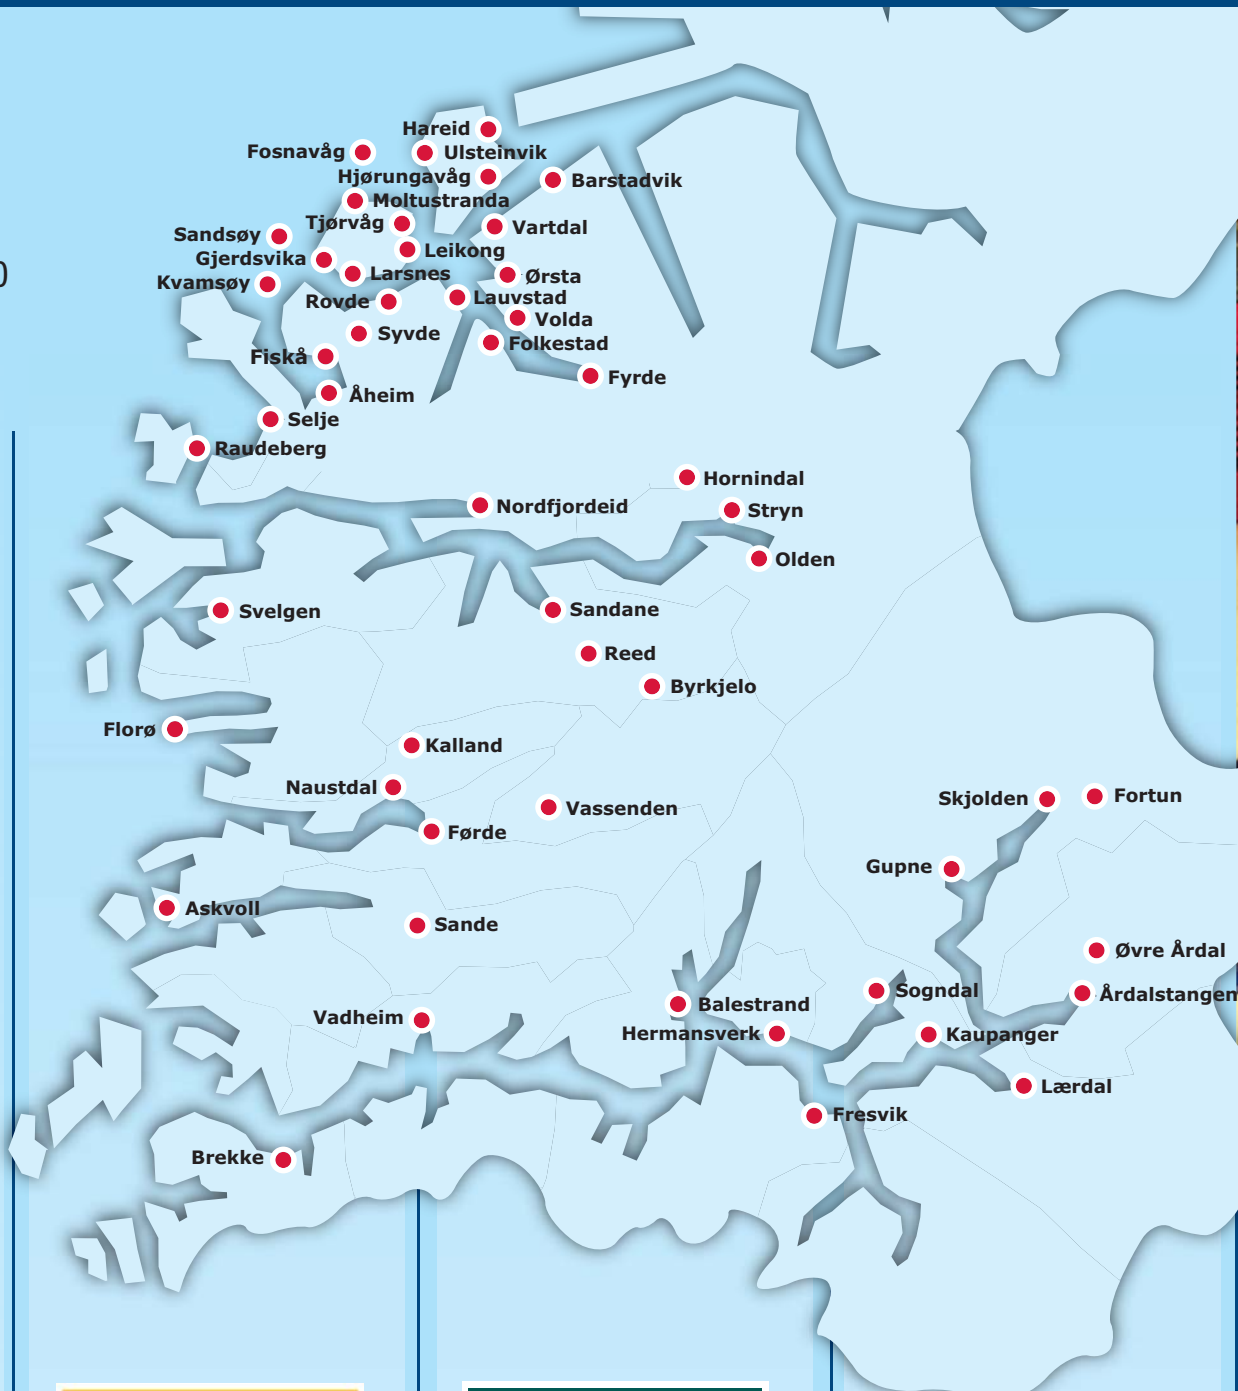 Hareid
Fosnavåg
Ulsteinvik
Hjørungavåg
Barstadvik
Moltustranda
Tjørvåg
Vartdal
Sandsøy
Leikong
Gjerdsvika
Larsnes
Ørsta
0
Kvamsøy
Rovde
Lauvstad
Volda
Syvde
Folkestad
Fiskå
Fyrde
Åheim
Selje
Raudeberg
Hornindal
Nordfjordeid
Stryn
Olden
Svelgen
Sandane
Reed
Byrkjelo
Florø
Kalland
Naustdal
Vassenden
Skjolden
Fortun
Førde
Gupne
Askvoll
Sande
Øvre Årdal
Sogndal
Årdalstangen
Balestrand
Vadheim
Hermansverk
Kaupanger
Lærdal
Fresvik
Brekke